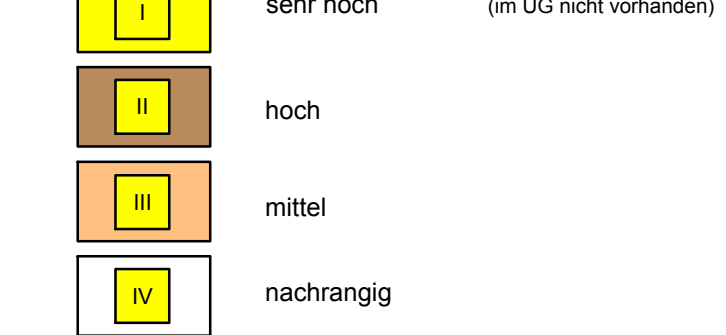 I sehr hoch (im UG nicht vorhanden)
II hoch
III mittel
IV nachrangig